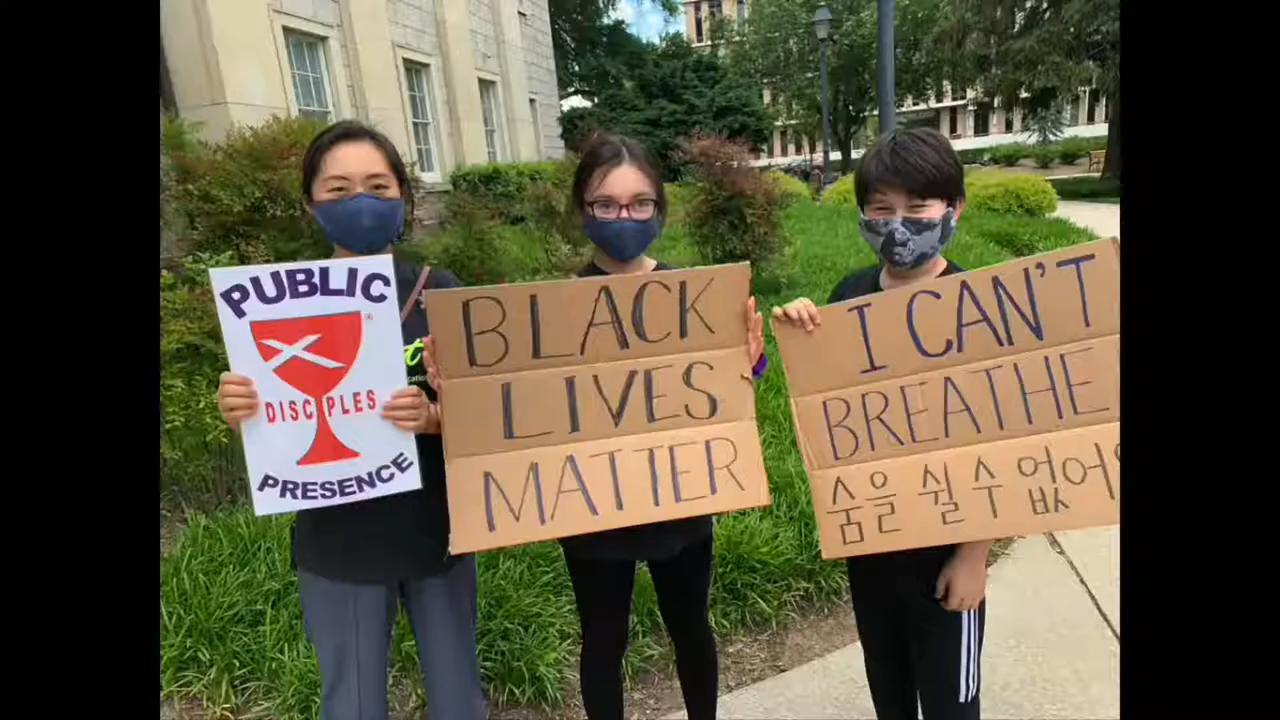 PUBLIC
DISCIPLES
PRESENCE
BLACK
LIVES
MATTER
I CAN'T
BREATHE
숨을 쉴 수 없어